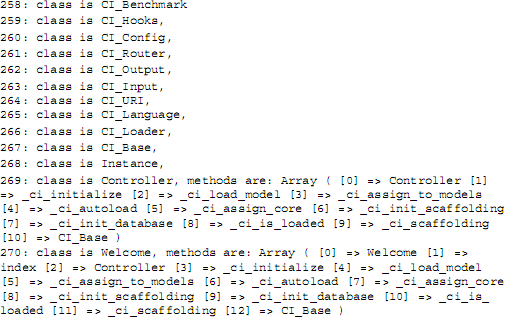 258: class is CI_Benchmark
259: class is CI_Hooks,
260: class is CI_Config,
261: class is CI_Router,
262: class is CI_Output,
263: class is CI_Input,
264: class is CI_URI,
265: class is CI_Language,
266: class is CI_Loader,
267: class is CI_Base,
268: class is Instance,
269: class is Controller, methods are: Array ( [0] => Controller [1]
=> _ci_initialize [2] => _ci_load_model [3] => _ci_assign_to_models
[4] => _ci_autoload [5] => _ci_assign_core [6] => _ci_init_scaffolding
[7] => _ci_init_database [8] => _ci_is_loaded [9] => _ci_scaffolding
[10] => CI_Base )
270: class is Welcome, methods are: Array ( [0] => Welcome [1] =>
index [2] => Controller [3] => _ci_initialize [4] => _ci_load_model
[5] => _ci_assign_to_models [6] => _ci_autoload [7] => _ci_assign_core
[8] => _ci_init_scaffolding [9] => _ci_init_database [10] => _ci_is_
loaded [11] => _ci_scaffolding [12] => CI_Base )